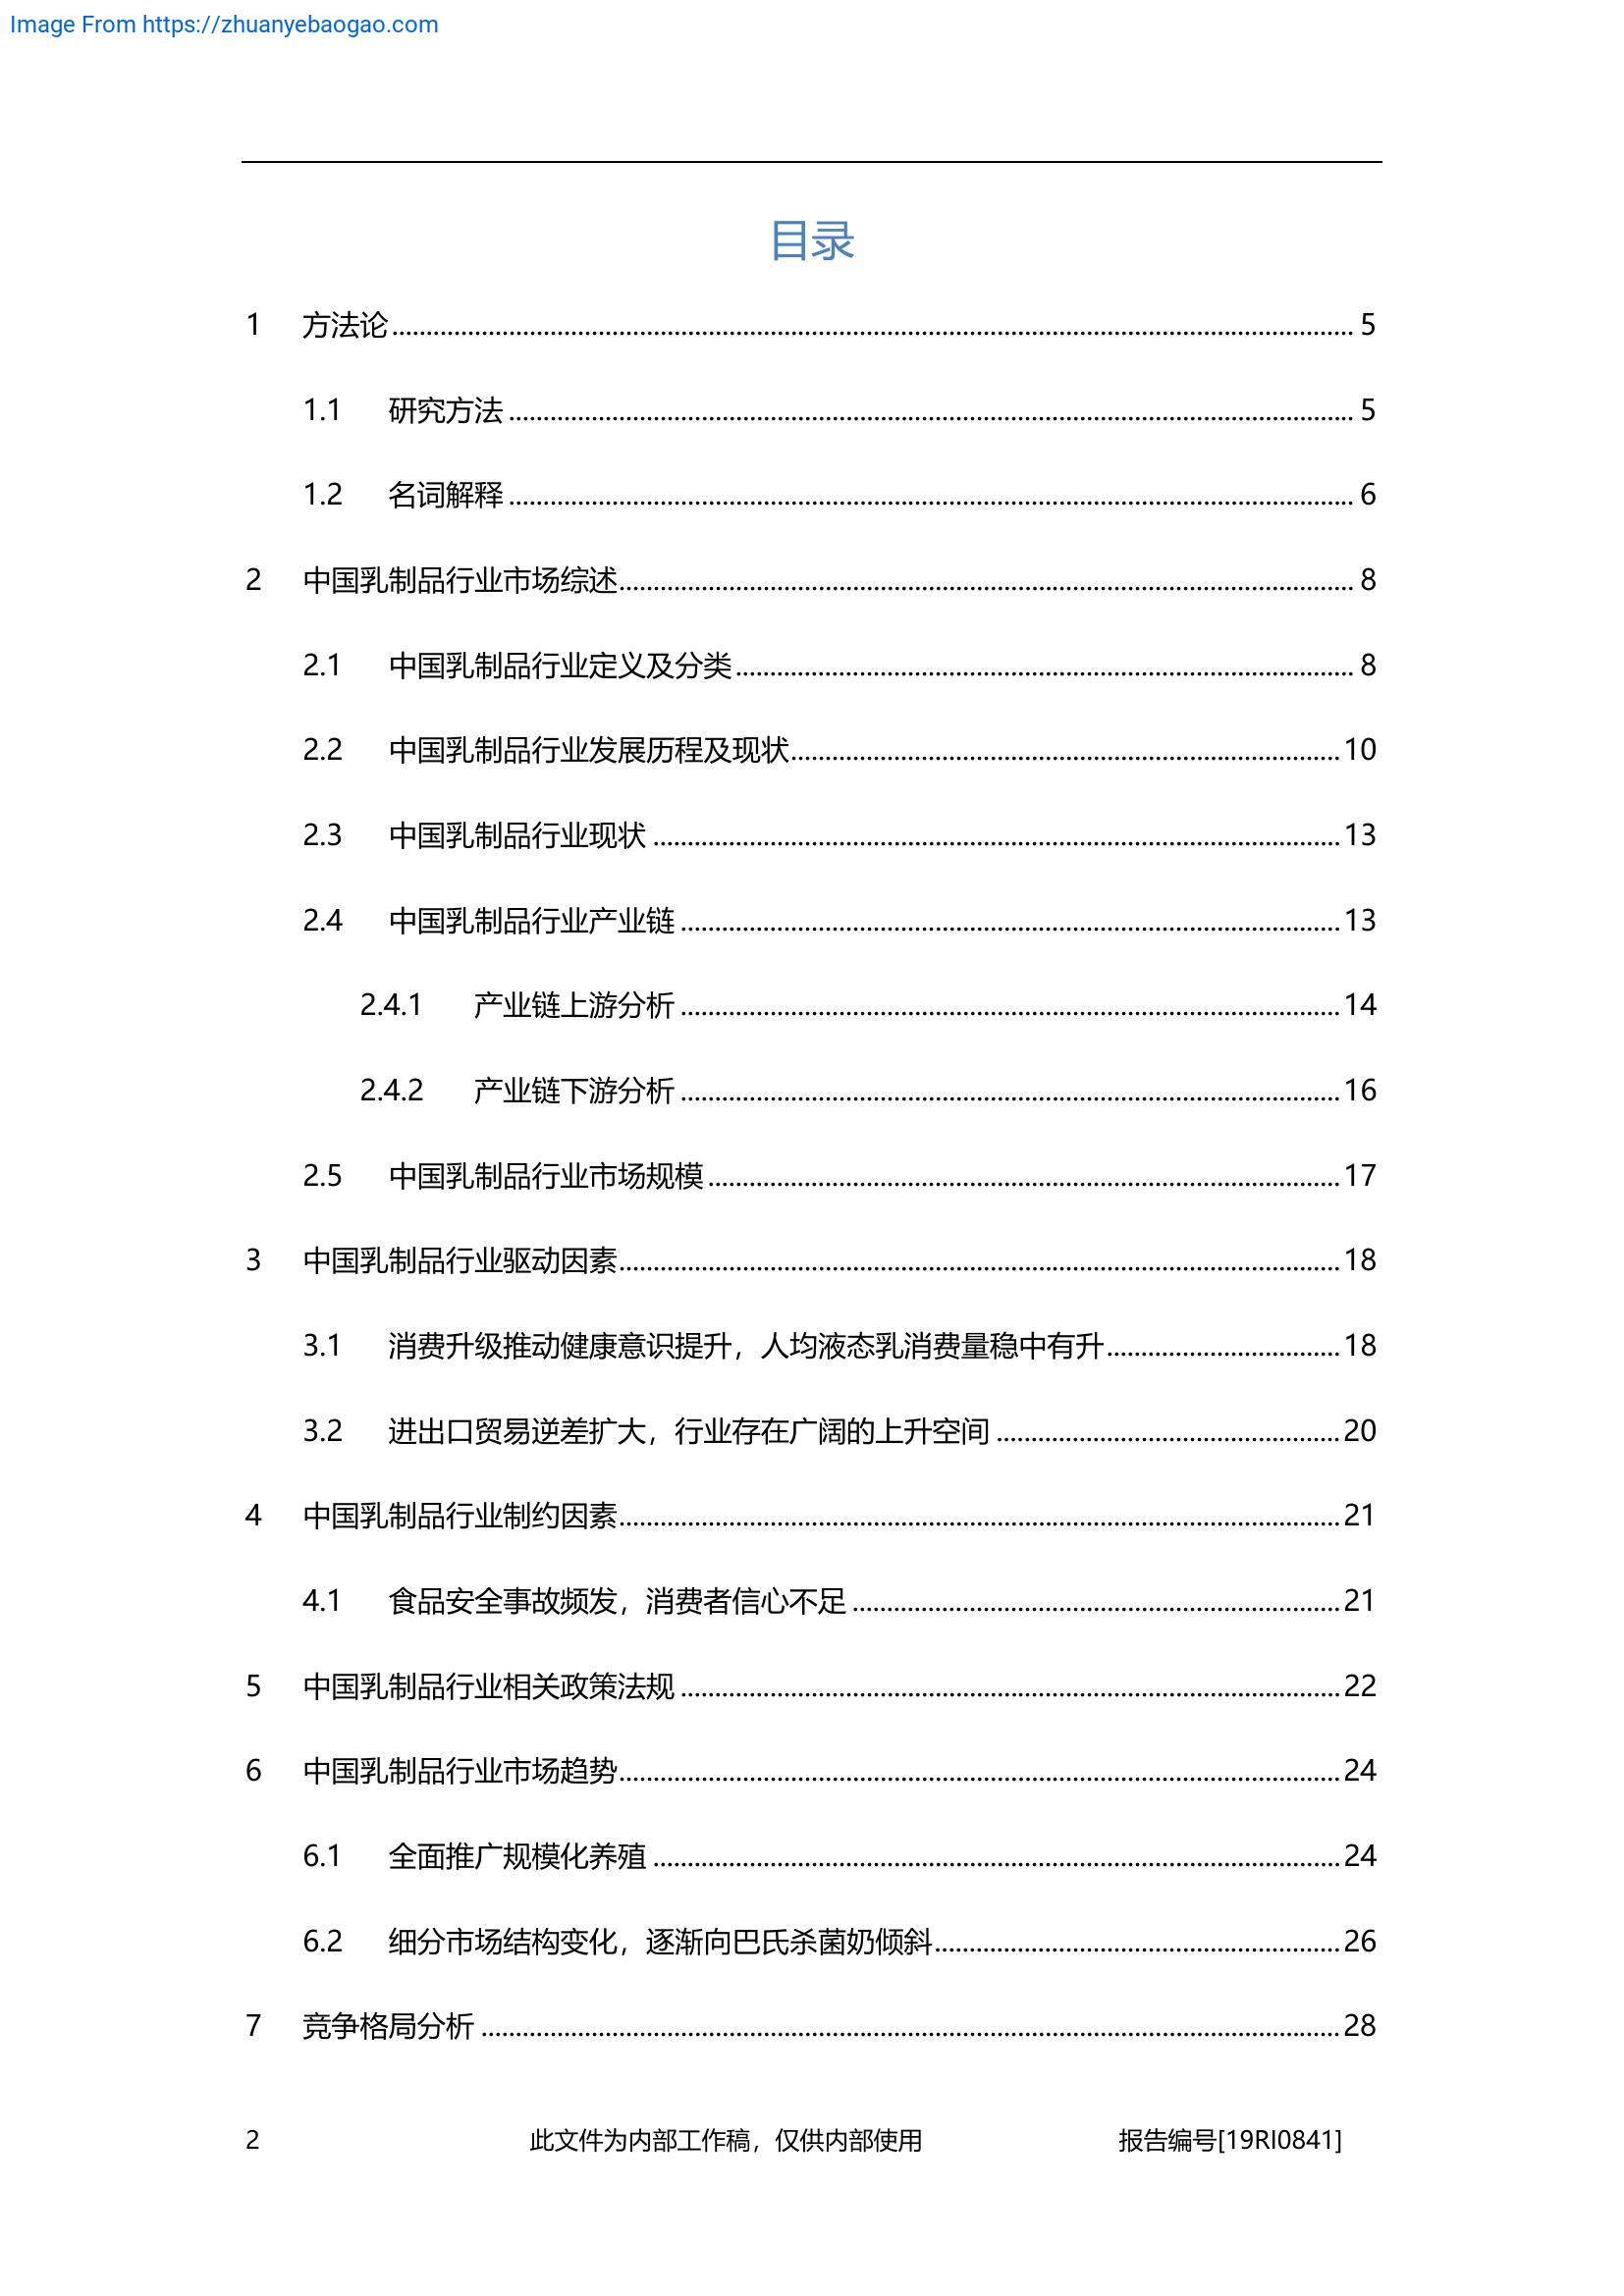 Image From https://zhuanyebaogao.com
目录
1 方法论 5
1.1 研究方法 5
1.2 名词解释 6
2 中国乳制品行业市场综述 8
2.1 中国乳制品行业定义及分类 8
2.2 中国乳制品行业发展历程及现状 10
2.3 中国乳制品行业现状 13
2.4 中国乳制品行业产业链 13
2.4.1 产业链上游分析 14
2.4.2 产业链下游分析 16
2.5 中国乳制品行业市场规模 17
3 中国乳制品行业驱动因素 18
3.1 消费升级推动健康意识提升，人均液态乳消费量稳中有升 18
3.2 进出口贸易逆差扩大，行业存在广阔的上升空间 20
4 中国乳制品行业制约因素 21
4.1 食品安全事故频发，消费者信心不足 21
5 中国乳制品行业相关政策法规 22
6 中国乳制品行业市场趋势 24
6.1 全面推广规模化养殖 24
6.2 细分市场结构变化，逐渐向巴氏杀菌奶倾斜 26
7 竞争格局分析 28
2 此文件为内部工作稿，仅供内部使用 报告编号[19RI0841]